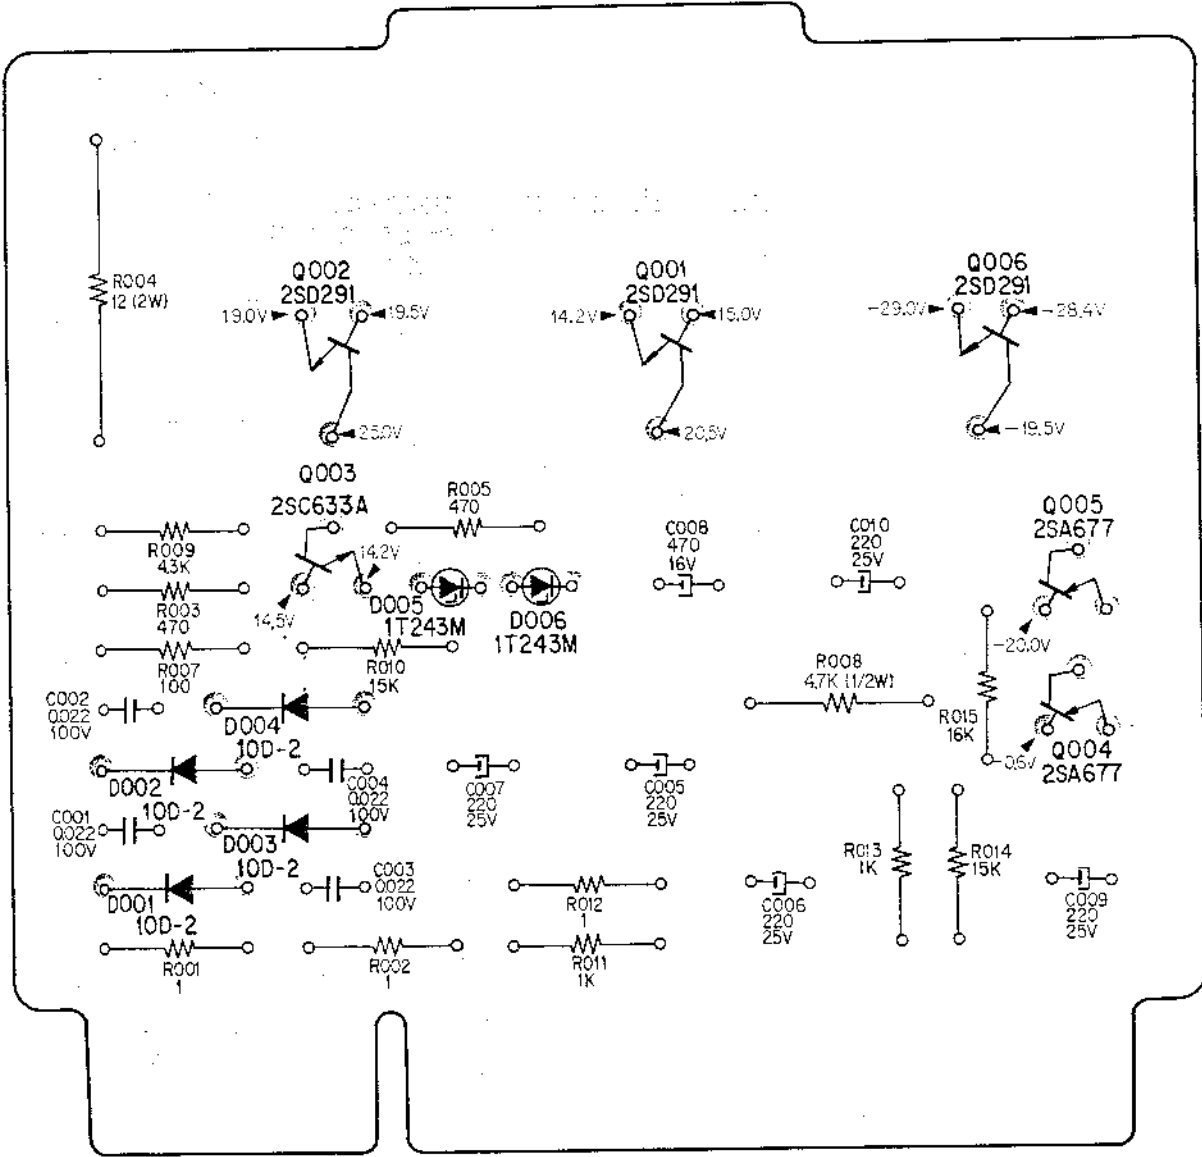 R004
12 (2W)
Q002
2SD291
19.0V
19.5V
25.0V
Q001
2SD291
14.2V
15.0V
20.5V
Q006
2SD291
-29.0V
-28.4V
-19.5V
Q003
2SC633A
14.2V
14.5V
R005
470
R009
4.3K
R003
470
R007
100
D005
1T243M
D006
1T243M
R010
15K
C008
470
16V
C010
220
25V
Q005
2SA677
-20.0V
R008
4.7K (1/2W)
R015
16K
Q004
2SA677
-0.6V
C002
0.022
100V
D004
10D-2
D002
10D-2
C004
0.022
100V
C007
220
25V
C005
220
25V
C001
0.022
100V
D003
10D-2
D001
10D-2
C003
0.022
100V
R012
1
R013
1K
R014
15K
C006
220
25V
C009
220
25V
R001
1
R002
1
R011
1K